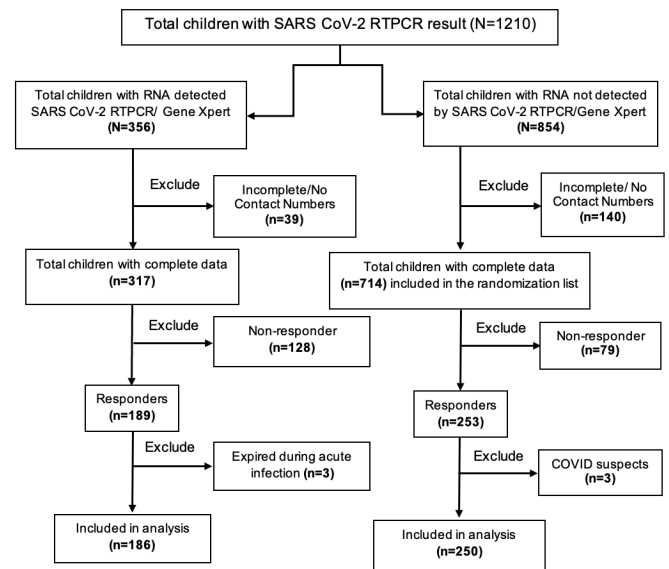 Total children with SARS CoV-2 RTPCR result (N=1210)
Total children with RNA detected
SARS CoV-2 RTPCR/ Gene Xpert
(N=356)
Total children with RNA not detected
by SARS CoV-2 RTPCR/Gene Xpert
(N=854)
Exclude
Incomplete/No
Contact Numbers
(n=39)
Exclude
Incomplete/ No
Contact Numbers
(n=140)
Total children with complete data
(n=317)
Total children with complete data
(n=714) included in the randomization list
Exclude
Non-responder
(n=128)
Exclude
Non-responder
(n=79)
Responders
(n=189)
Responders
(n=253)
Exclude
Expired during acute
infection (n=3)
Exclude
COVID suspects
(n=3)
Included in analysis
(n=186)
Included in analysis
(n=250)